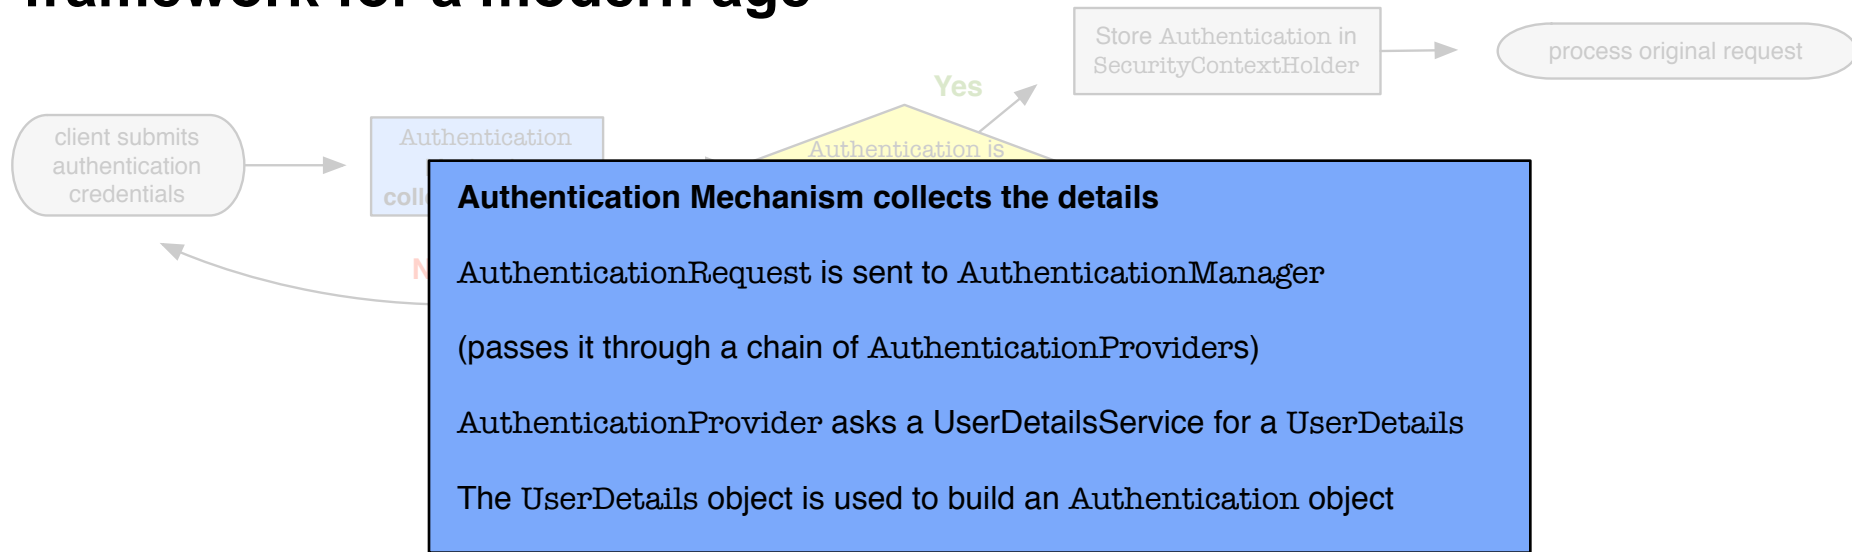 framework for a modern age
Store Authentication in
SecurityContextHolder
process original request
Yes
client submits
authentication
credentials
Authentication
Authentication is
Authentication Mechanism collects the details
AuthenticationRequest is sent to AuthenticationManager
(passes it through a chain of AuthenticationProviders)
AuthenticationProvider asks a UserDetailsService for a UserDetails
The UserDetails object is used to build an Authentication object